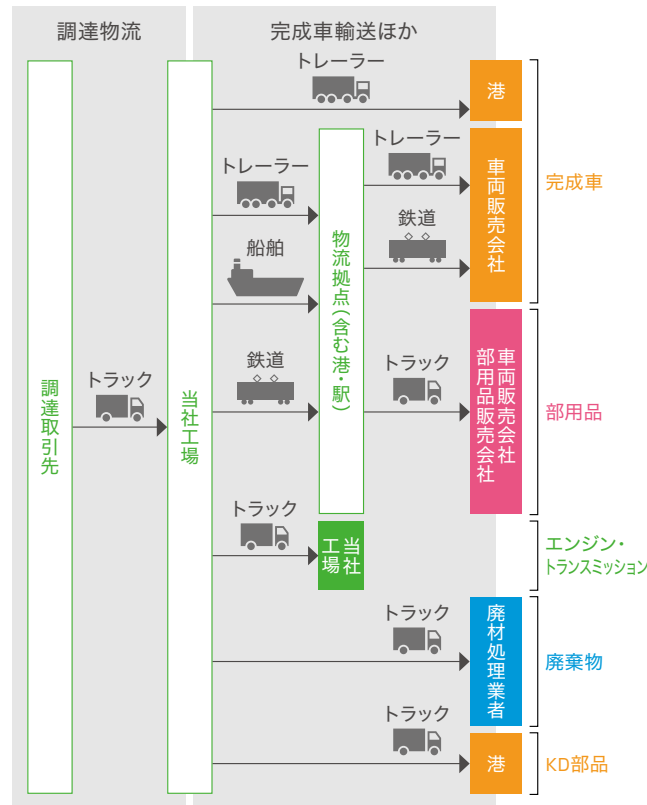 調達物流
完成車輸送ほか
トレーラー
港
トレーラー
トレーラー
車両販売会社
完成車
船舶
鉄道
物流拠点（含む港・駅）
鉄道
トラック
車両販売会社
部用品販売会社
部用品
トラック
調達取引先
当社工場
トラック
当社
工場
エンジン・
トランスミッション
トラック
廃材処理業者
廃棄物
トラック
港
KD部品